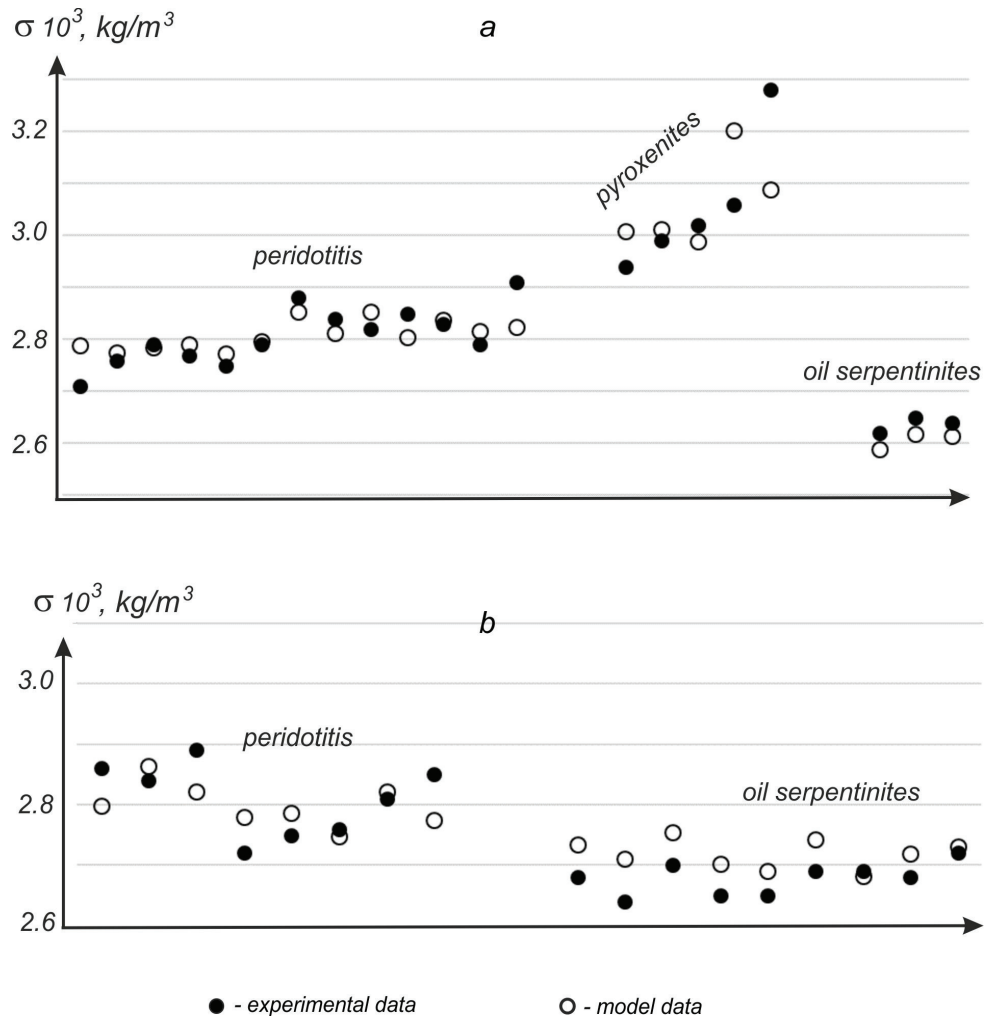 σ 10³, kg/m³
a
3.2
pyroxenites
3.0
peridotitis
2.8
oil serpentinites
2.6
σ 10³, kg/m³
b
3.0
peridotitis
2.8
oil serpentinites
2.6
- experimental data
- model data